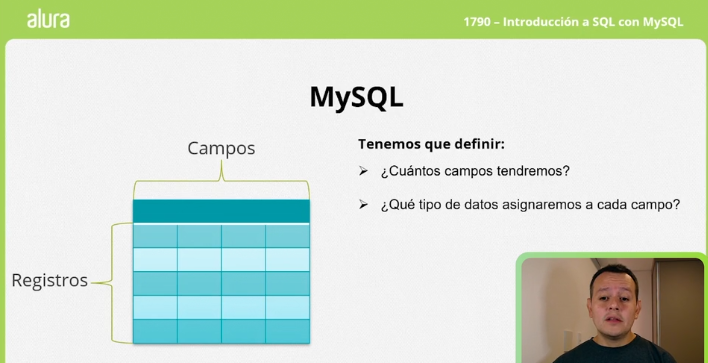 alura
1790 – Introducción a SQL con MySQL
MySQL
Campos
Registros
Tenemos que definir:
➢ ¿Cuántos campos tendremos?
➢ ¿Qué tipo de datos asignaremos a cada campo?